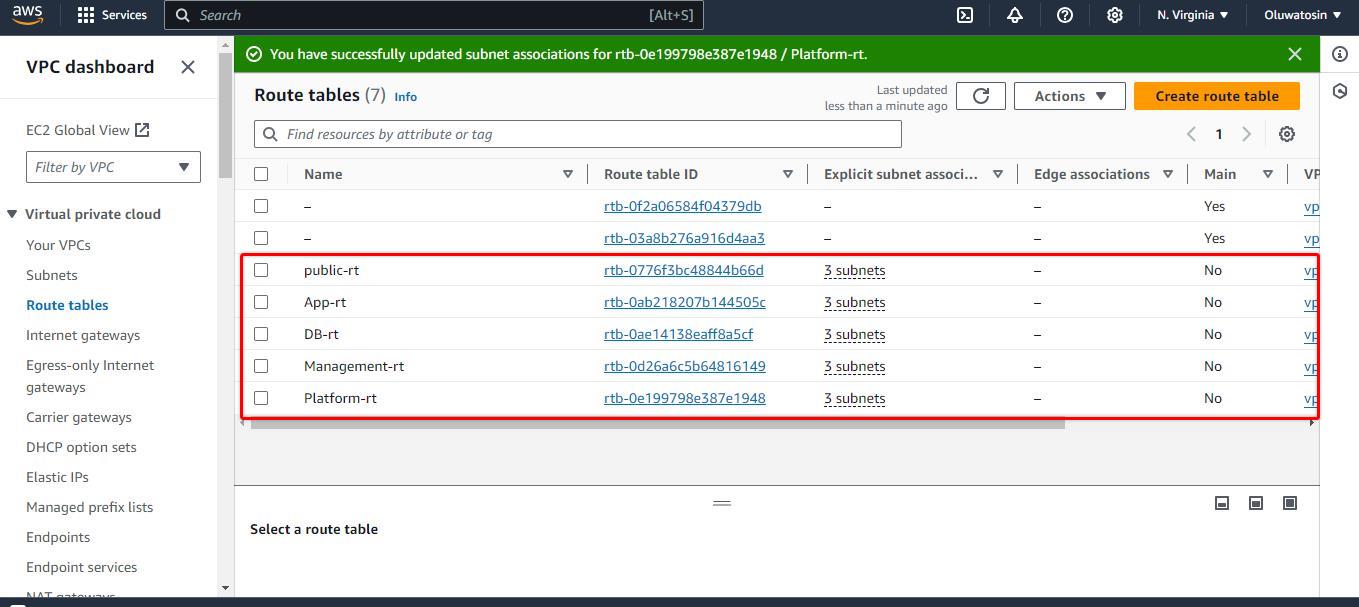 aws Services Search [Alt+S] N. Virginia Oluwatosin
VPC dashboard
EC2 Global View
Filter by VPC
Virtual private cloud
Your VPCs
Subnets
Route tables
Internet gateways
Egress-only Internet
gateways
Carrier gateways
DHCP option sets
Elastic IPs
Managed prefix lists
Endpoints
Endpoint services
NAT gateways
You have successfully updated subnet associations for rtb-0e199798e387e1948 / Platform-rt.
Route tables (7) Info
Last updated
less than a minute ago
Actions
Create route table
Find resources by attribute or tag
1
Name Route table ID Explicit subnet associ... Edge associations Main VP
– rtb-0f2a06584f04379db – – Yes vp
– rtb-03a8b276a916d4aa3 – – Yes vp
public-rt rtb-0776f3bc48844b66d 3 subnets – No vp
App-rt rtb-0ab218207b144505c 3 subnets – No vp
DB-rt rtb-0ae14138eaff8a5cf 3 subnets – No vp
Management-rt rtb-0d26a6c5b64816149 3 subnets – No vp
Platform-rt rtb-0e199798e387e1948 3 subnets – No vp
Select a route table